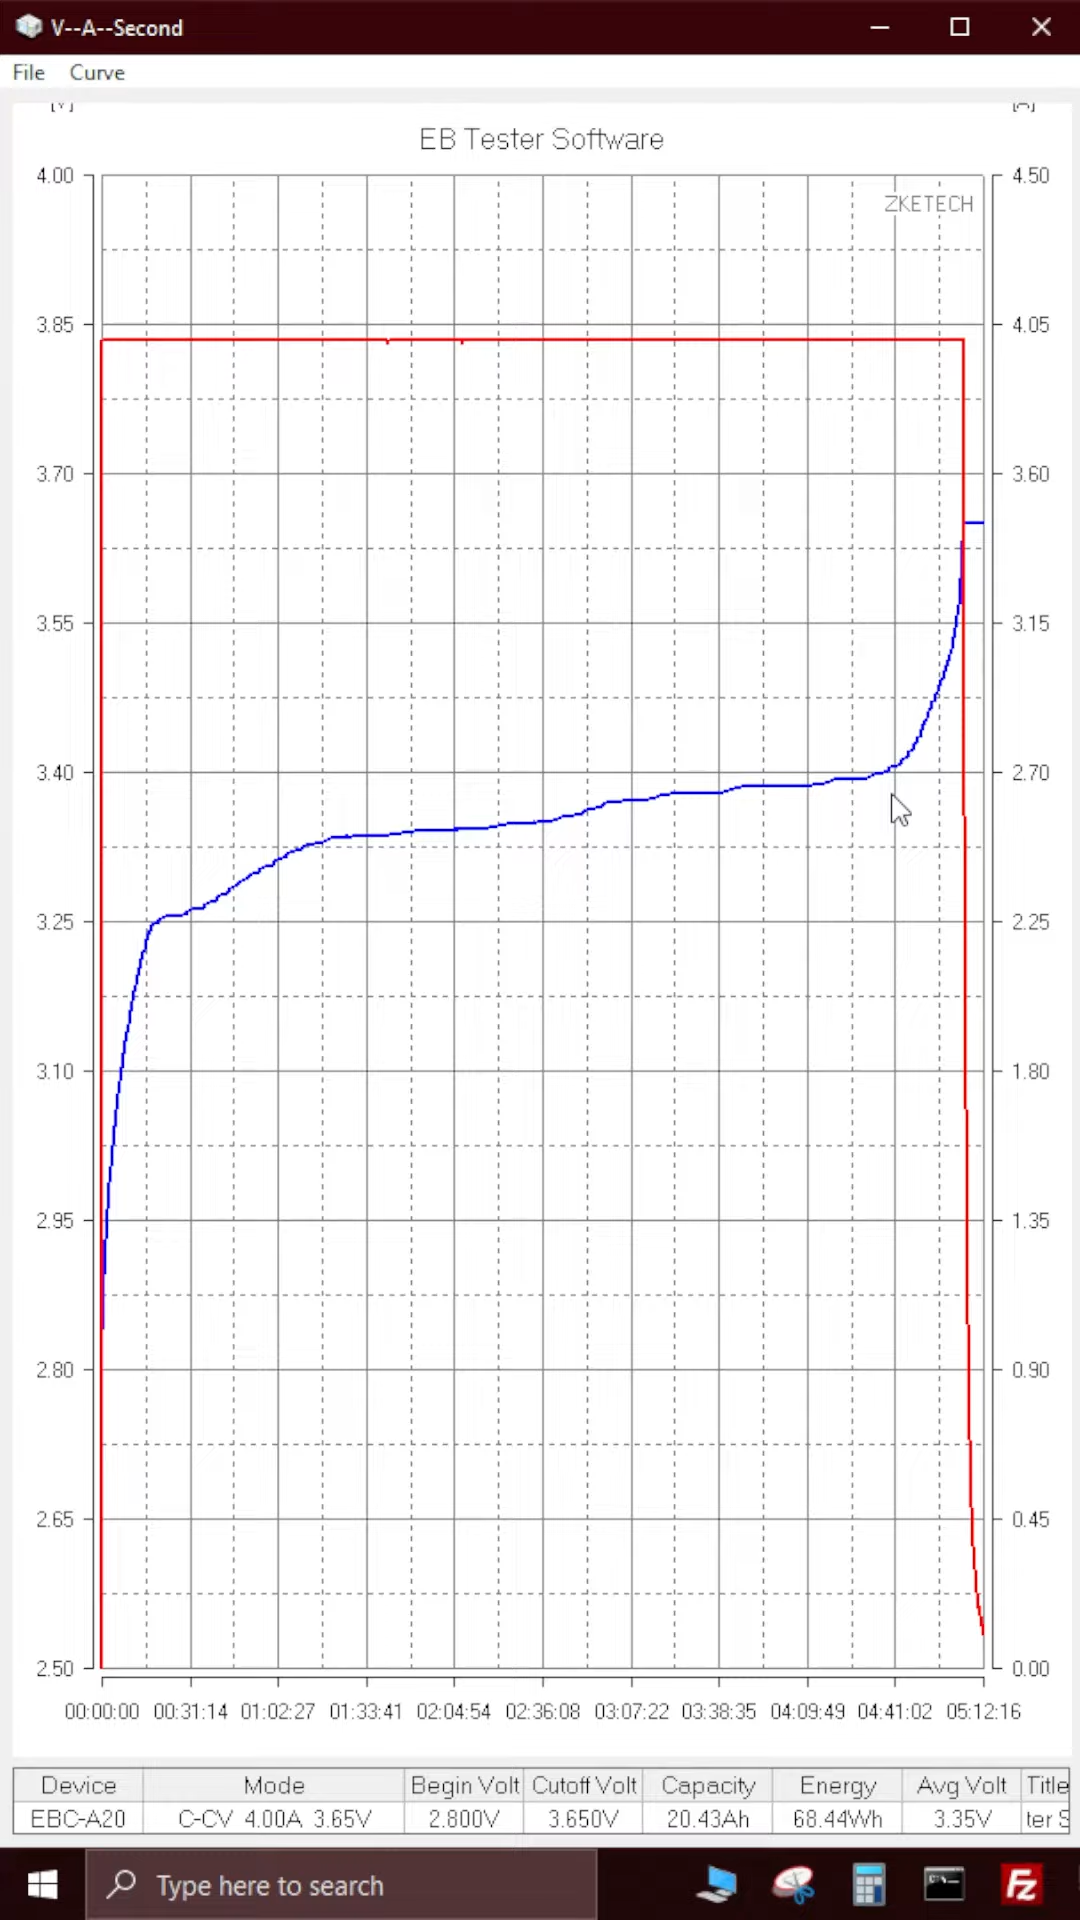 V--A--Second
File Curve
[V]
EB Tester Software
ZKETECH
4.00 4.50
3.85 4.05
3.70 3.60
3.55 3.15
3.40 2.70
3.25 2.25
3.10 1.80
2.95 1.35
2.80 0.90
2.65 0.45
2.50 0.00
00:00:00 00:31:14 01:02:27 01:33:41 02:04:54 02:36:08 03:07:22 03:38:35 04:09:49 04:41:02 05:12:16
Device Mode Begin Volt Cutoff Volt Capacity Energy Avg Volt Title
EBC-A20 C-CV 4.00A 3.65V 2.800V 3.650V 20.43Ah 68.44Wh 3.35V ter S
Type here to search
Fz